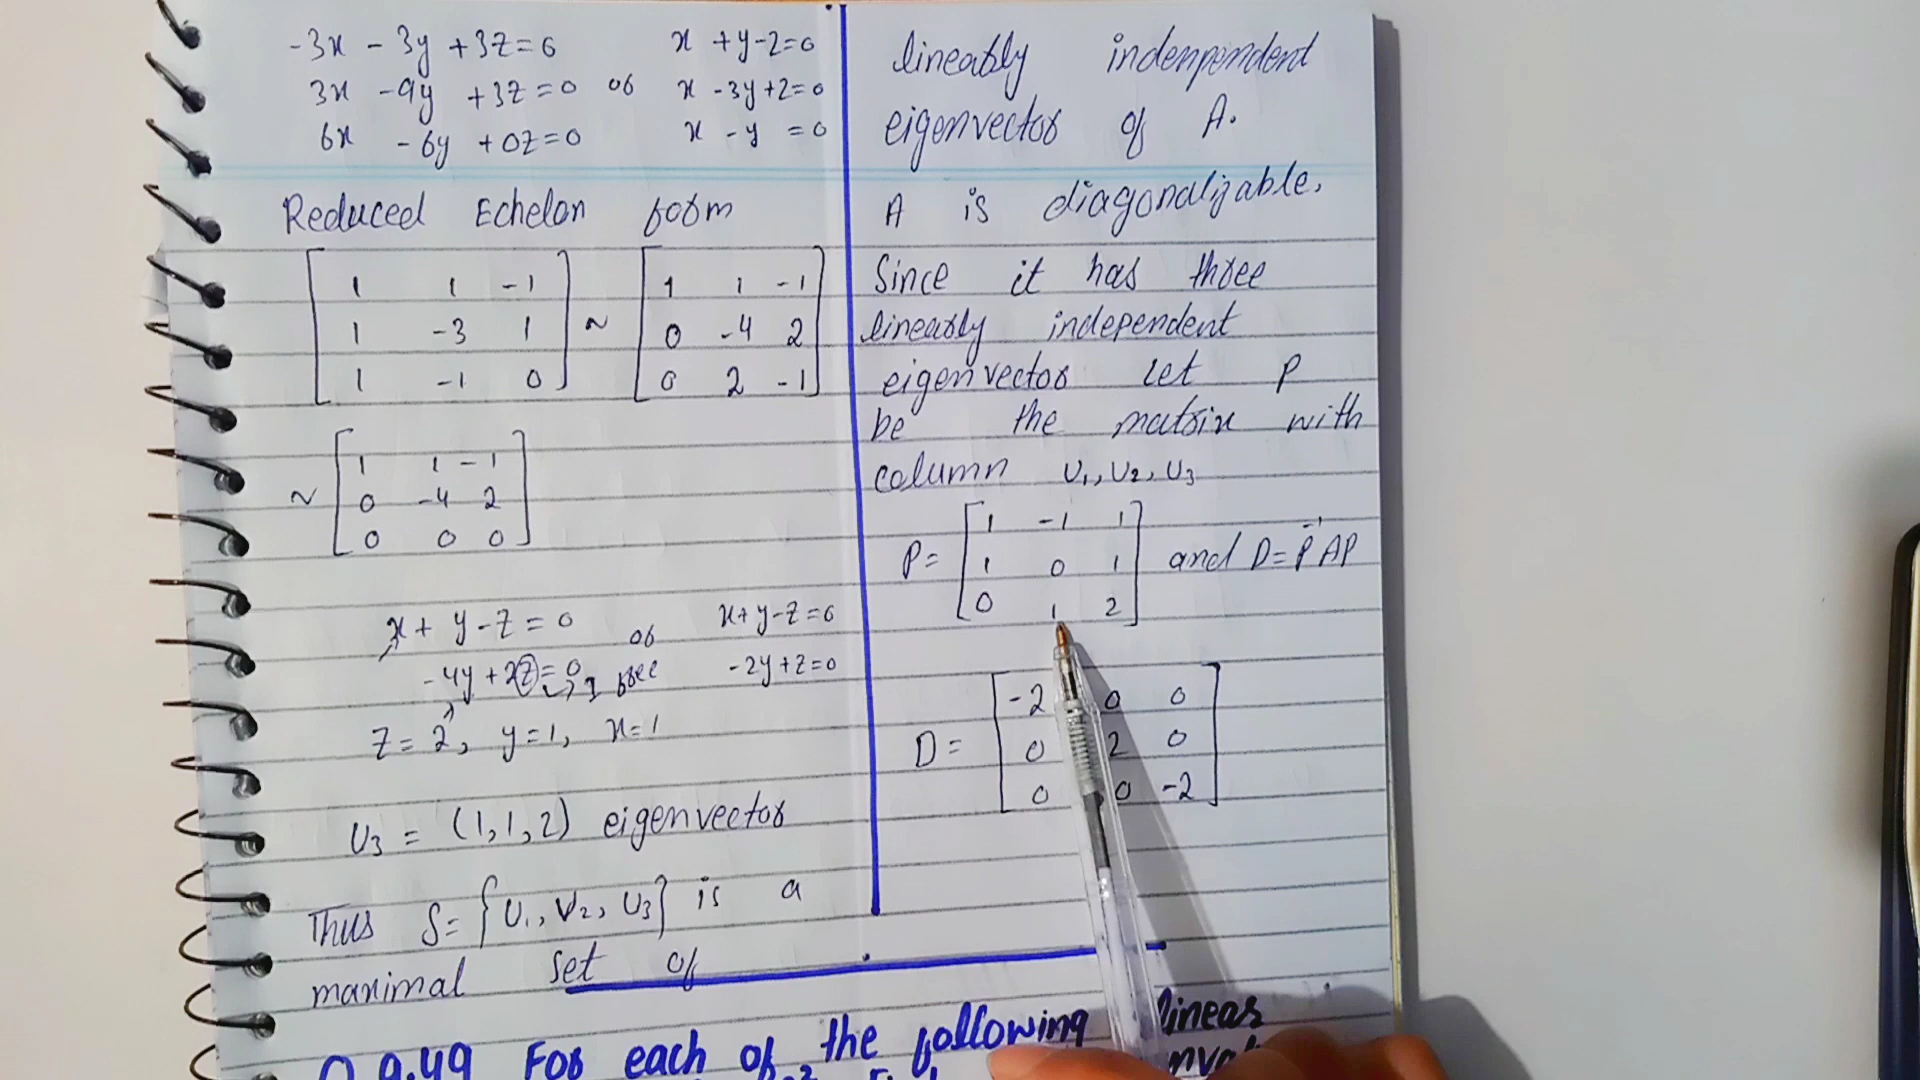 -3x - 3y + 3z = 0    x + y - z = 0
3x - 9y + 3z = 0 or x - 3y + z = 0
6x - 6y + 0z = 0    x - y = 0
Reduced Echelon form
[ 1 1 -1 ] ~ [ 1 1 -1 ]
[ 1 -3 1 ] [ 0 -4 2 ]
[ 1 -1 0 ] [ 0 2 -1 ]
~ [ 1 1 -1 ]
[ 0 -4 2 ]
[ 0 0 0 ]
x + y - z = 0 or x + y - z = 0
-4y + 2z = 0 → free -2y + z = 0
z = 2, y = 1, x = 1
U3 = (1, 1, 2) eigenvector
Thus S = {U1, V2, U3} is a
maximal set of
linearly indenpendent
eigenvector of A.
A is diagonalizable.
Since it has three
linearly independent
eigenvector let P
be the matrix with
column U1, U2, U3
P = [ 1 -1 1 ]
[ 1 0 1 ] and D = P⁻¹ A P
[ 0 1 2 ]
D = [ -2 0 0 ]
[ 0 2 0 ]
[ 0 0 -2 ]
Q 9.49 For each of the following linear